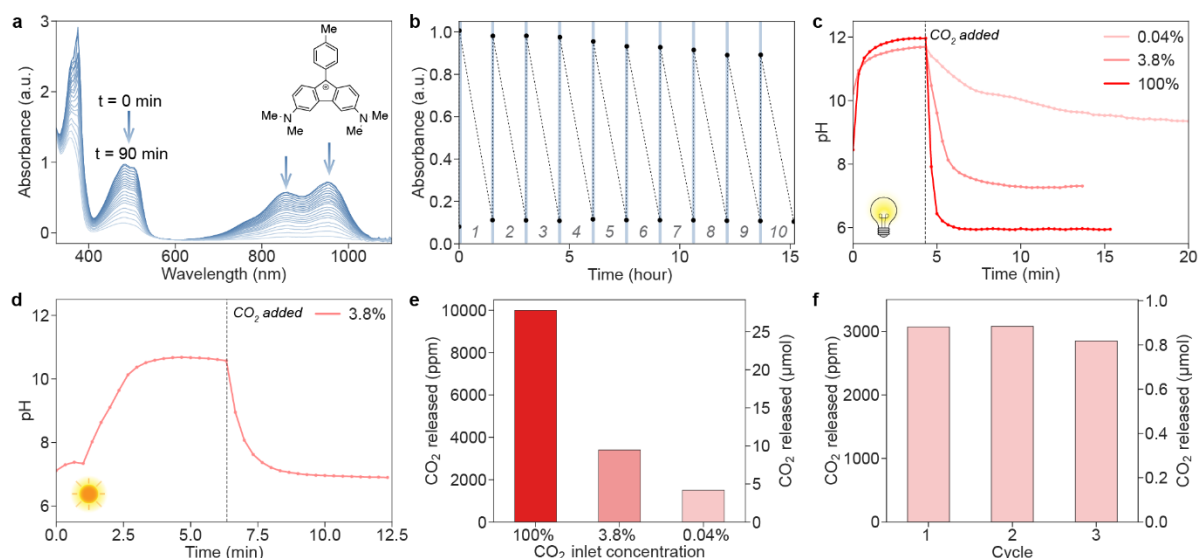 a
3
2
1
0
Absorbance (a.u.)
400
600
800
1000
Wavelength (nm)
t = 0 min
t = 90 min
Me
⊕
N
Me
Me
N
Me
Me
b
1.0
0.8
0.6
0.4
0.2
0.0
Absorbance (a.u.)
1 2 3 4 5 6 7 8 9 10
0
5
10
15
Time (hour)
c
12
10
8
6
pH
CO₂ added
0.04%
3.8%
100%
0
5
10
15
20
Time (min)
d
12
10
8
6
pH
CO₂ added
3.8%
0.0
2.5
5.0
7.5
10.0
12.5
Time (min)
e
10000
8000
6000
4000
2000
0
CO₂ released (ppm)
25
20
15
10
5
0
CO₂ released (μmol)
100%
3.8%
0.04%
CO₂ inlet concentration
f
3000
2000
1000
0
CO₂ released (ppm)
1.0
0.8
0.6
0.4
0.2
0.0
CO₂ released (μmol)
1
2
3
Cycle